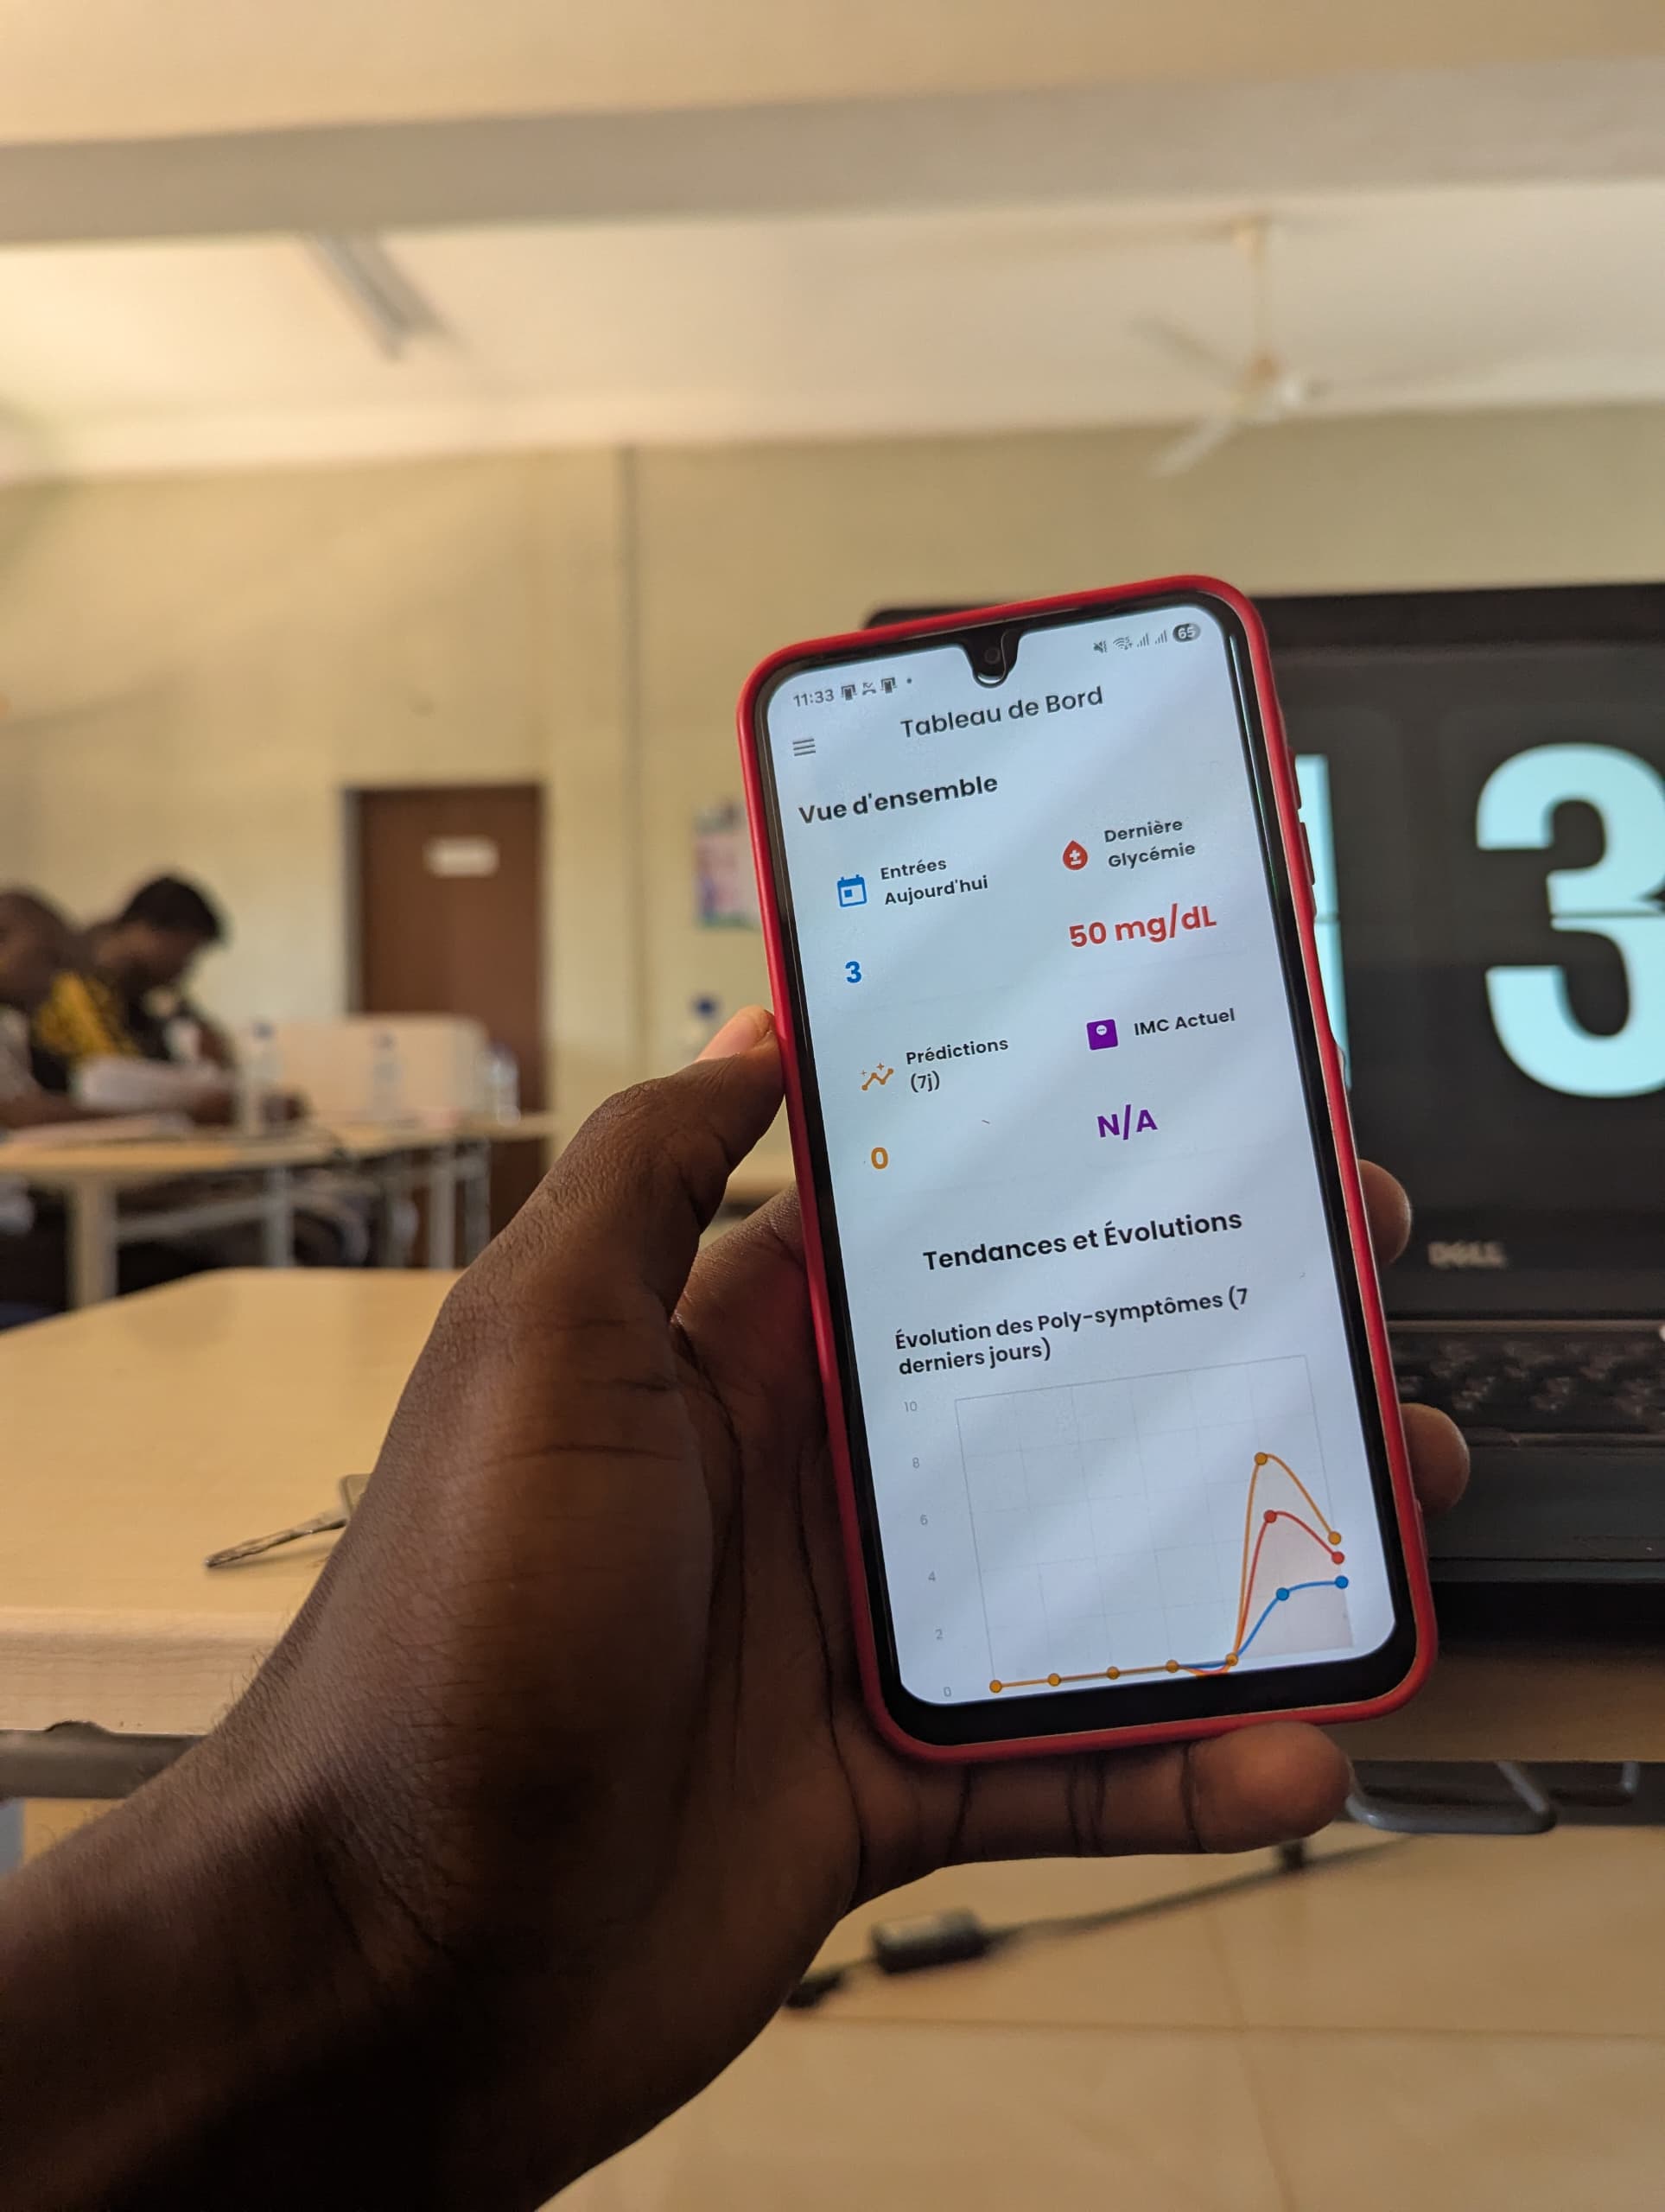 11:33
65
Tableau de Bord
Vue d'ensemble
Entrées
Aujourd'hui
3
Dernière
Glycémie
50 mg/dL
Prédictions
(7j)
0
IMC Actuel
N/A
Tendances et Évolutions
Évolution des Poly-symptômes (7
derniers jours)
10
8
6
4
2
0
3
DELL